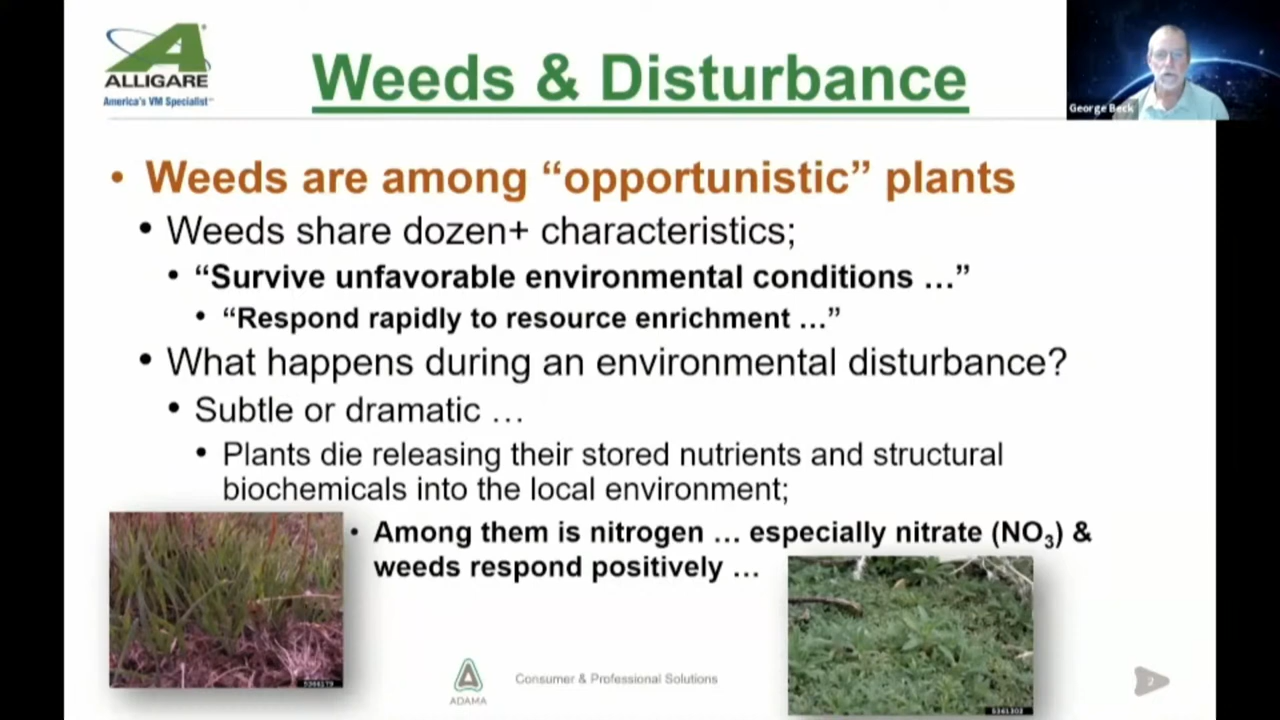 ALLIGARE
America's VM Specialist
Weeds & Disturbance
George Beck
• Weeds are among “opportunistic” plants
• Weeds share dozen+ characteristics;
• “Survive unfavorable environmental conditions …”
• “Respond rapidly to resource enrichment …”
• What happens during an environmental disturbance?
• Subtle or dramatic …
• Plants die releasing their stored nutrients and structural
biochemicals into the local environment;
• Among them is nitrogen … especially nitrate (NO₃) &
weeds respond positively …
5364179
5361302
ADAMA
Consumer & Professional Solutions
2